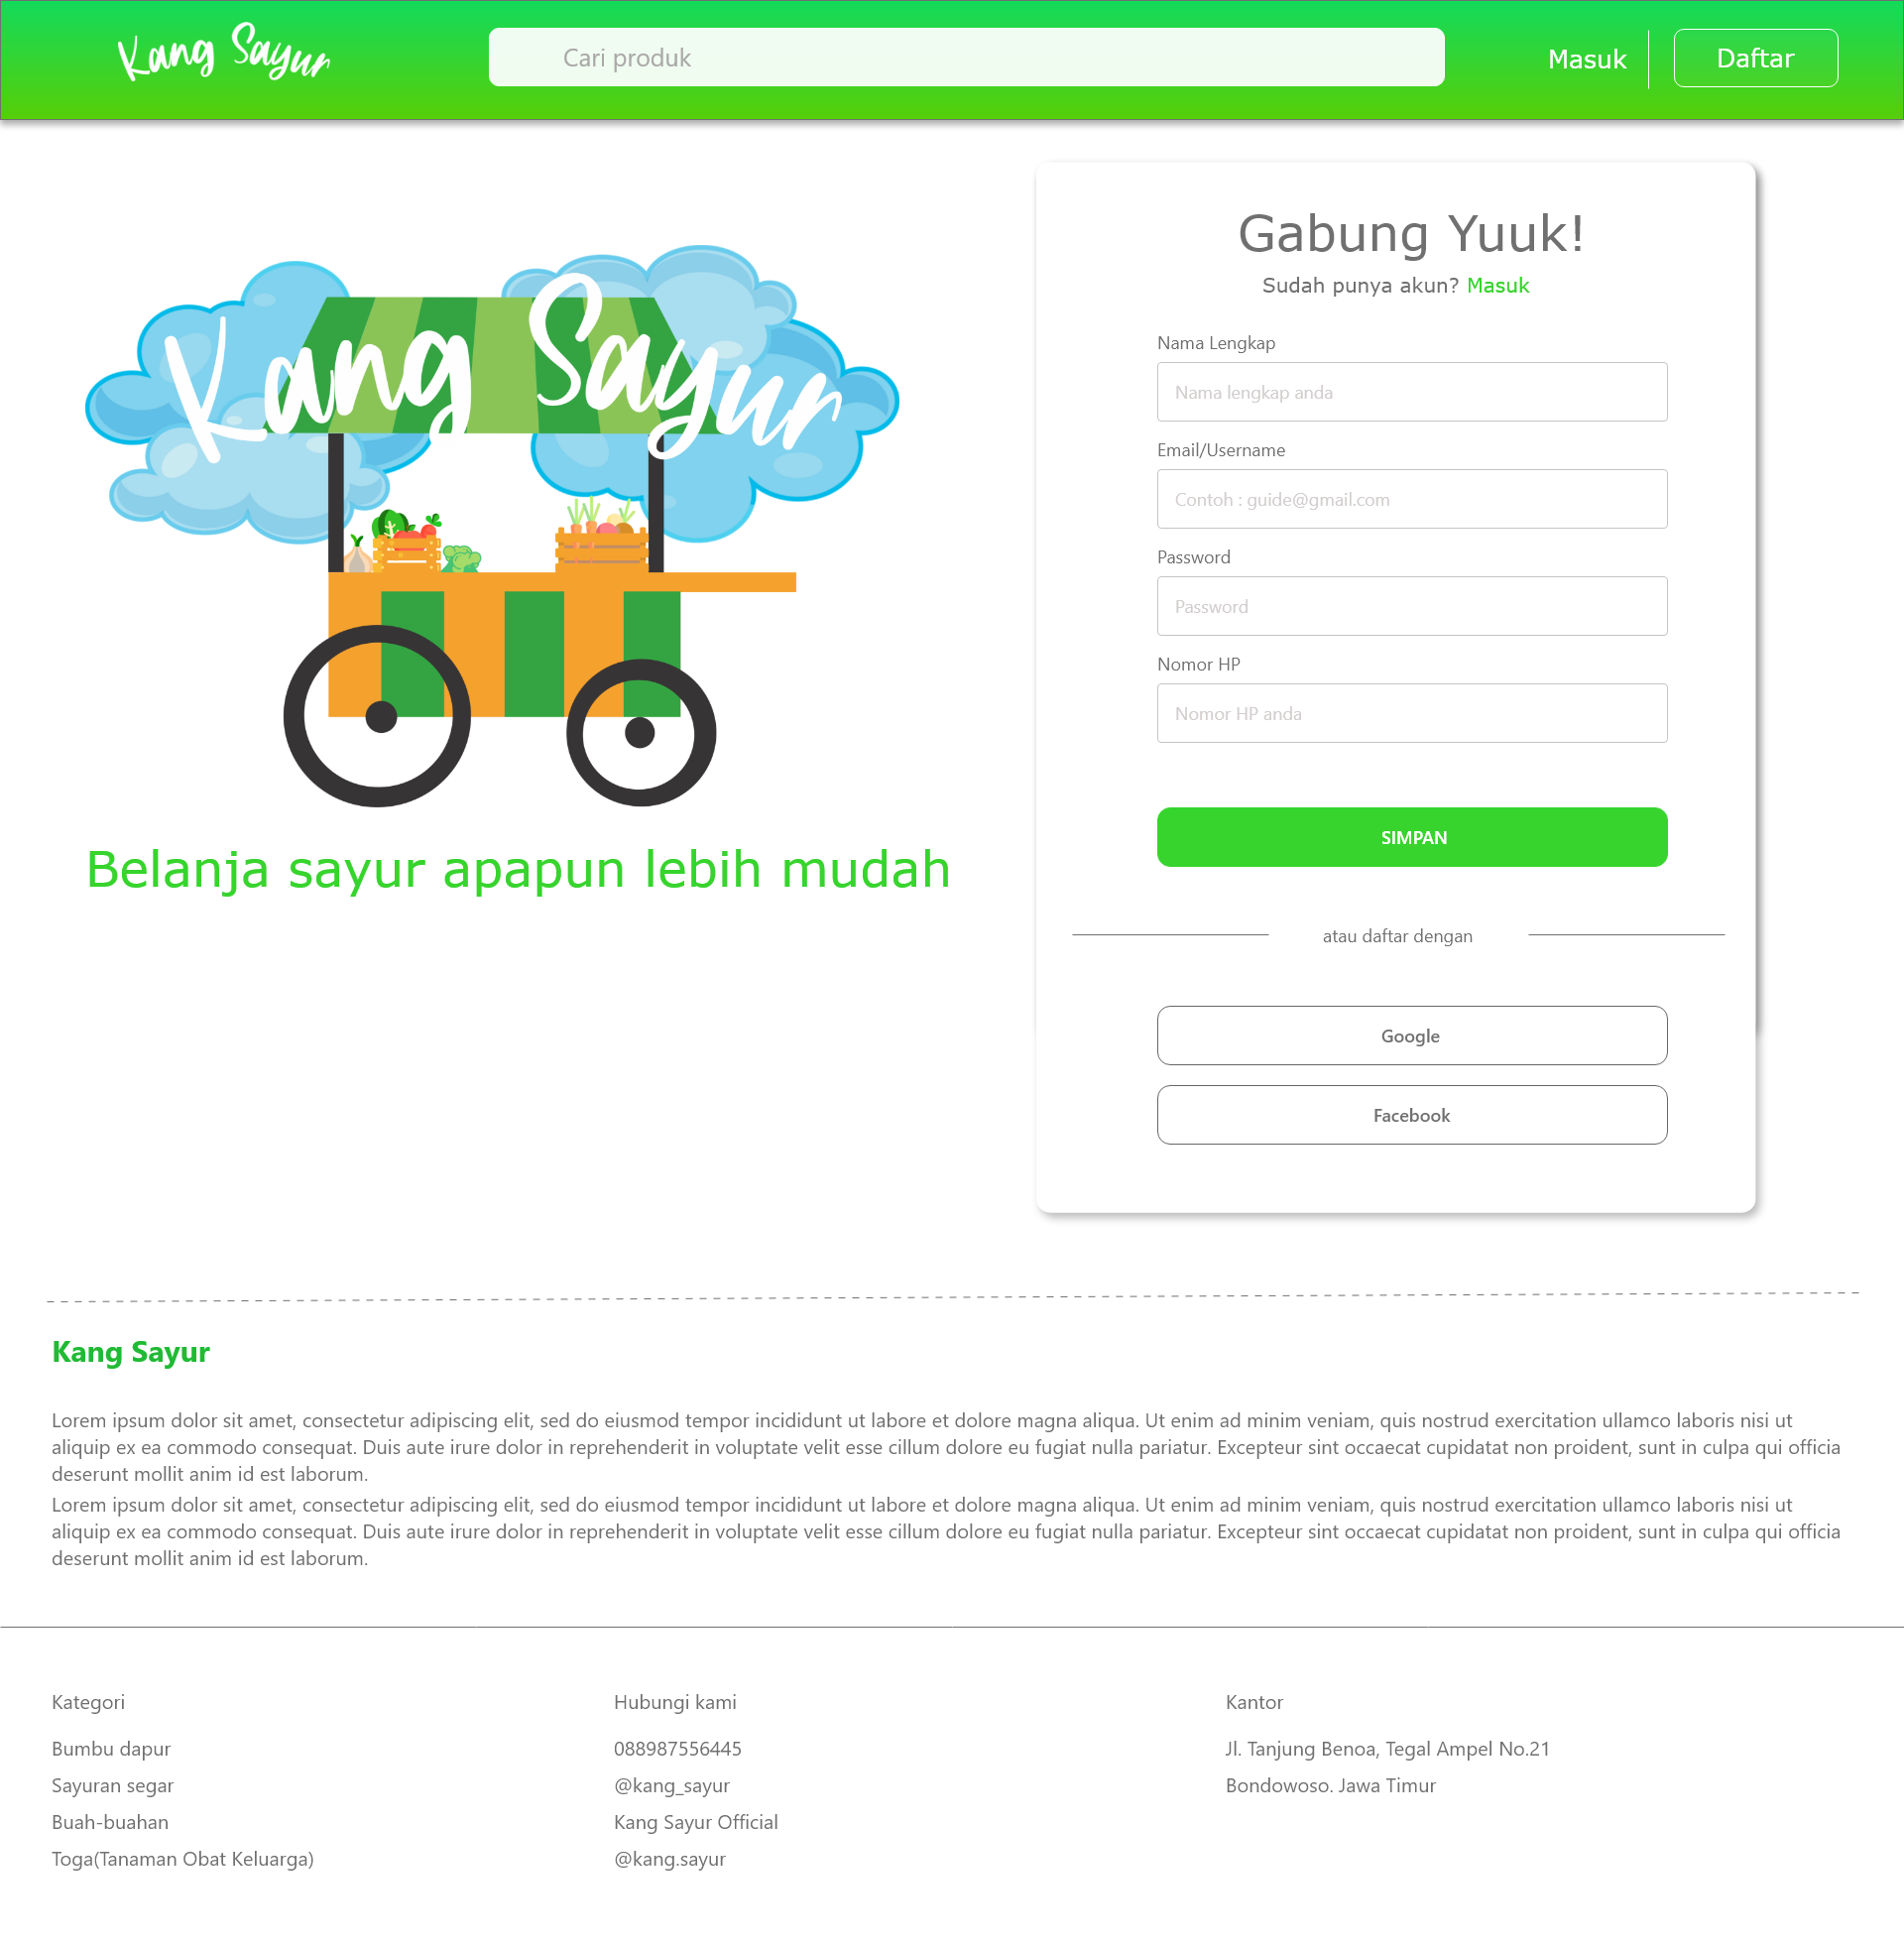 Kang Sayur
Cari produk
Masuk
Daftar
Kang Sayur
Belanja sayur apapun lebih mudah
Gabung Yuuk!
Sudah punya akun? Masuk
Nama Lengkap
Nama lengkap anda
Email/Username
Contoh : guide@gmail.com
Password
Password
Nomor HP
Nomor HP anda
SIMPAN
atau daftar dengan
Google
Facebook
Kang Sayur
Lorem ipsum dolor sit amet, consectetur adipiscing elit, sed do eiusmod tempor incididunt ut labore et dolore magna aliqua. Ut enim ad minim veniam, quis nostrud exercitation ullamco laboris nisi ut
aliquip ex ea commodo consequat. Duis aute irure dolor in reprehenderit in voluptate velit esse cillum dolore eu fugiat nulla pariatur. Excepteur sint occaecat cupidatat non proident, sunt in culpa qui officia
deserunt mollit anim id est laborum.
Lorem ipsum dolor sit amet, consectetur adipiscing elit, sed do eiusmod tempor incididunt ut labore et dolore magna aliqua. Ut enim ad minim veniam, quis nostrud exercitation ullamco laboris nisi ut
aliquip ex ea commodo consequat. Duis aute irure dolor in reprehenderit in voluptate velit esse cillum dolore eu fugiat nulla pariatur. Excepteur sint occaecat cupidatat non proident, sunt in culpa qui officia
deserunt mollit anim id est laborum.
Kategori
Bumbu dapur
Sayuran segar
Buah-buahan
Toga(Tanaman Obat Keluarga)
Hubungi kami
088987556445
@kang_sayur
Kang Sayur Official
@kang.sayur
Kantor
Jl. Tanjung Benoa, Tegal Ampel No.21
Bondowoso. Jawa Timur